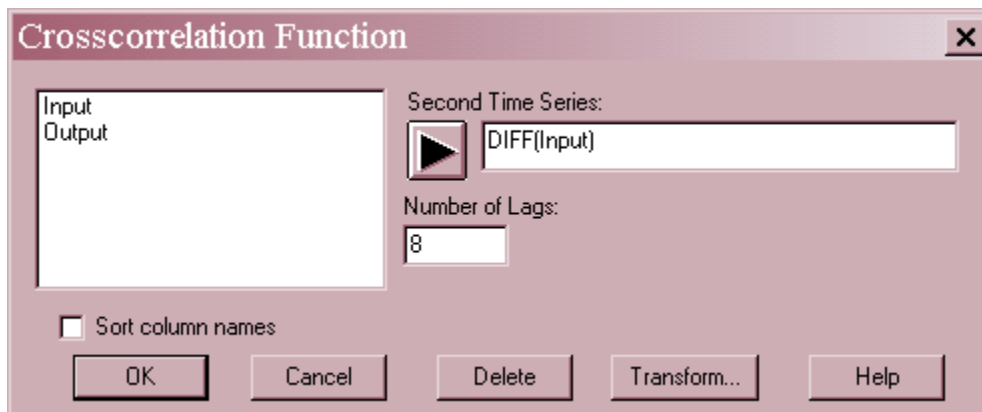 Crosscorrelation Function
Input
Output
Second Time Series:
DIFF(Input)
Number of Lags:
8
Sort column names
OK
Cancel
Delete
Transform...
Help